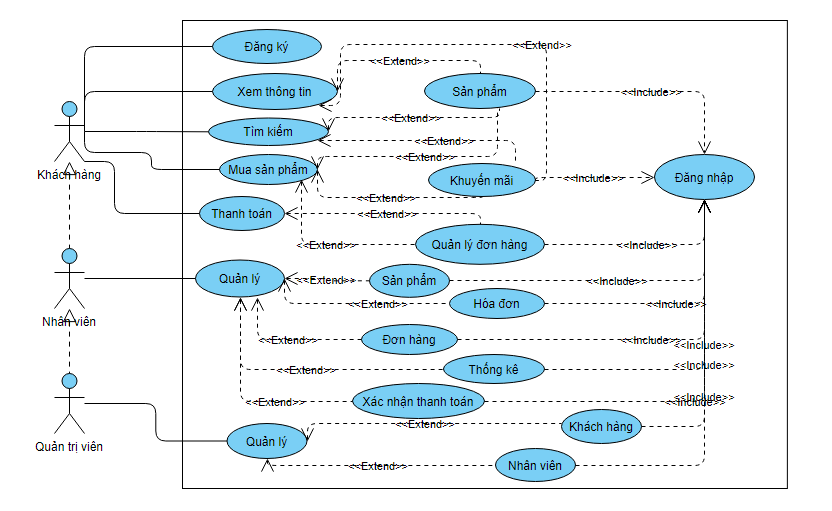 Đăng ký
<<Extend>>
<<Extend>>
Xem thông tin
Sản phẩm
<<Include>>
<<Extend>>
Tìm kiếm
<<Extend>>
<<Extend>>
Khách hàng
Mua sản phẩm
Khuyến mãi
<<Include>>
Đăng nhập
<<Extend>>
Thanh toán
<<Extend>>
Quản lý đơn hàng
<<Extend>>
<<Include>>
Quản lý
<<Extend>>
Sản phẩm
<<Include>>
<<Extend>>
Hóa đơn
<<Include>>
Nhân viên
<<Extend>>
Đơn hàng
<<Include>>
<<Include>>
<<Extend>>
Thống kê
<<Include>>
<<Extend>>
Xác nhận thanh toán
<<Include>>
<<Include>>
<<Extend>>
Khách hàng
Quản trị viên
Quản lý
<<Extend>>
Nhân viên